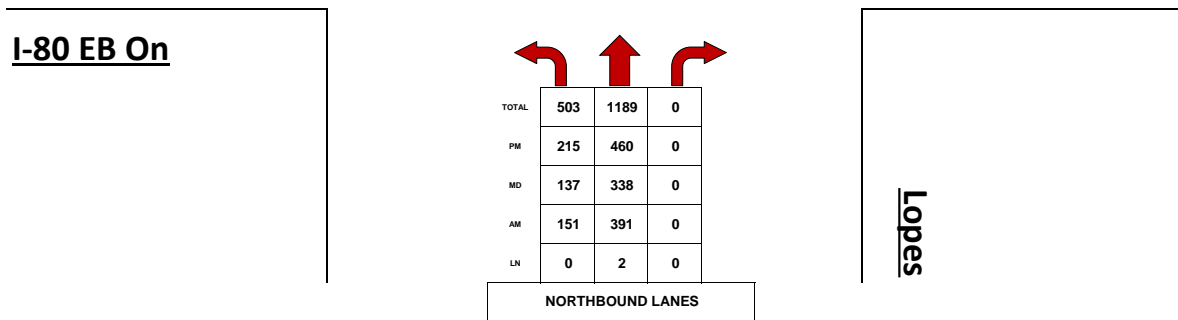 I-80 EB On
TOTAL 503 1189 0
PM 215 460 0
MD 137 338 0
AM 151 391 0
LN 0 2 0
NORTHBOUND LANES
Lopes